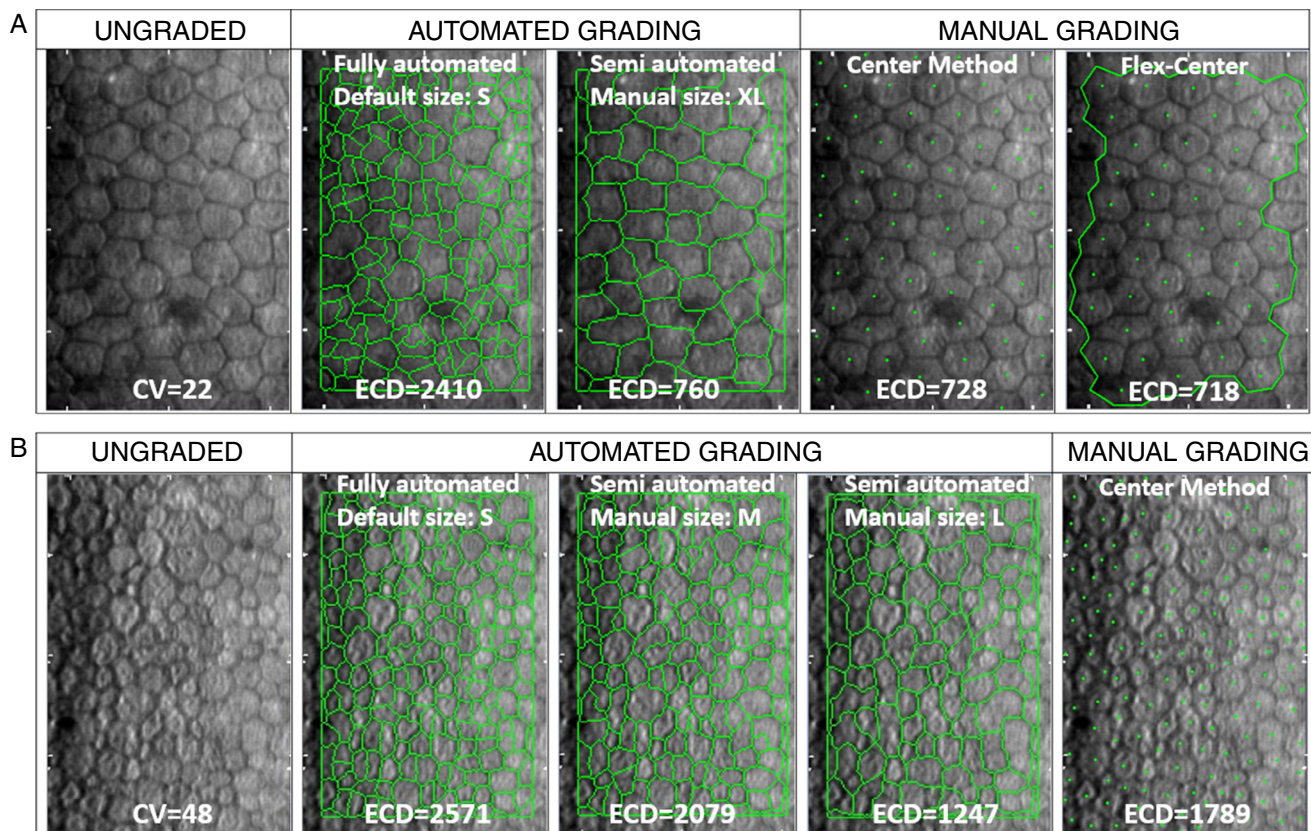 A
UNGRADED
AUTOMATED GRADING
MANUAL GRADING
Fully automated
Default size: S
Semi automated
Manual size: XL
Center Method
Flex-Center
CV=22
ECD=2410
ECD=760
ECD=728
ECD=718
B
UNGRADED
AUTOMATED GRADING
MANUAL GRADING
Fully automated
Default size: S
Semi automated
Manual size: M
Semi automated
Manual size: L
Center Method
CV=48
ECD=2571
ECD=2079
ECD=1247
ECD=1789